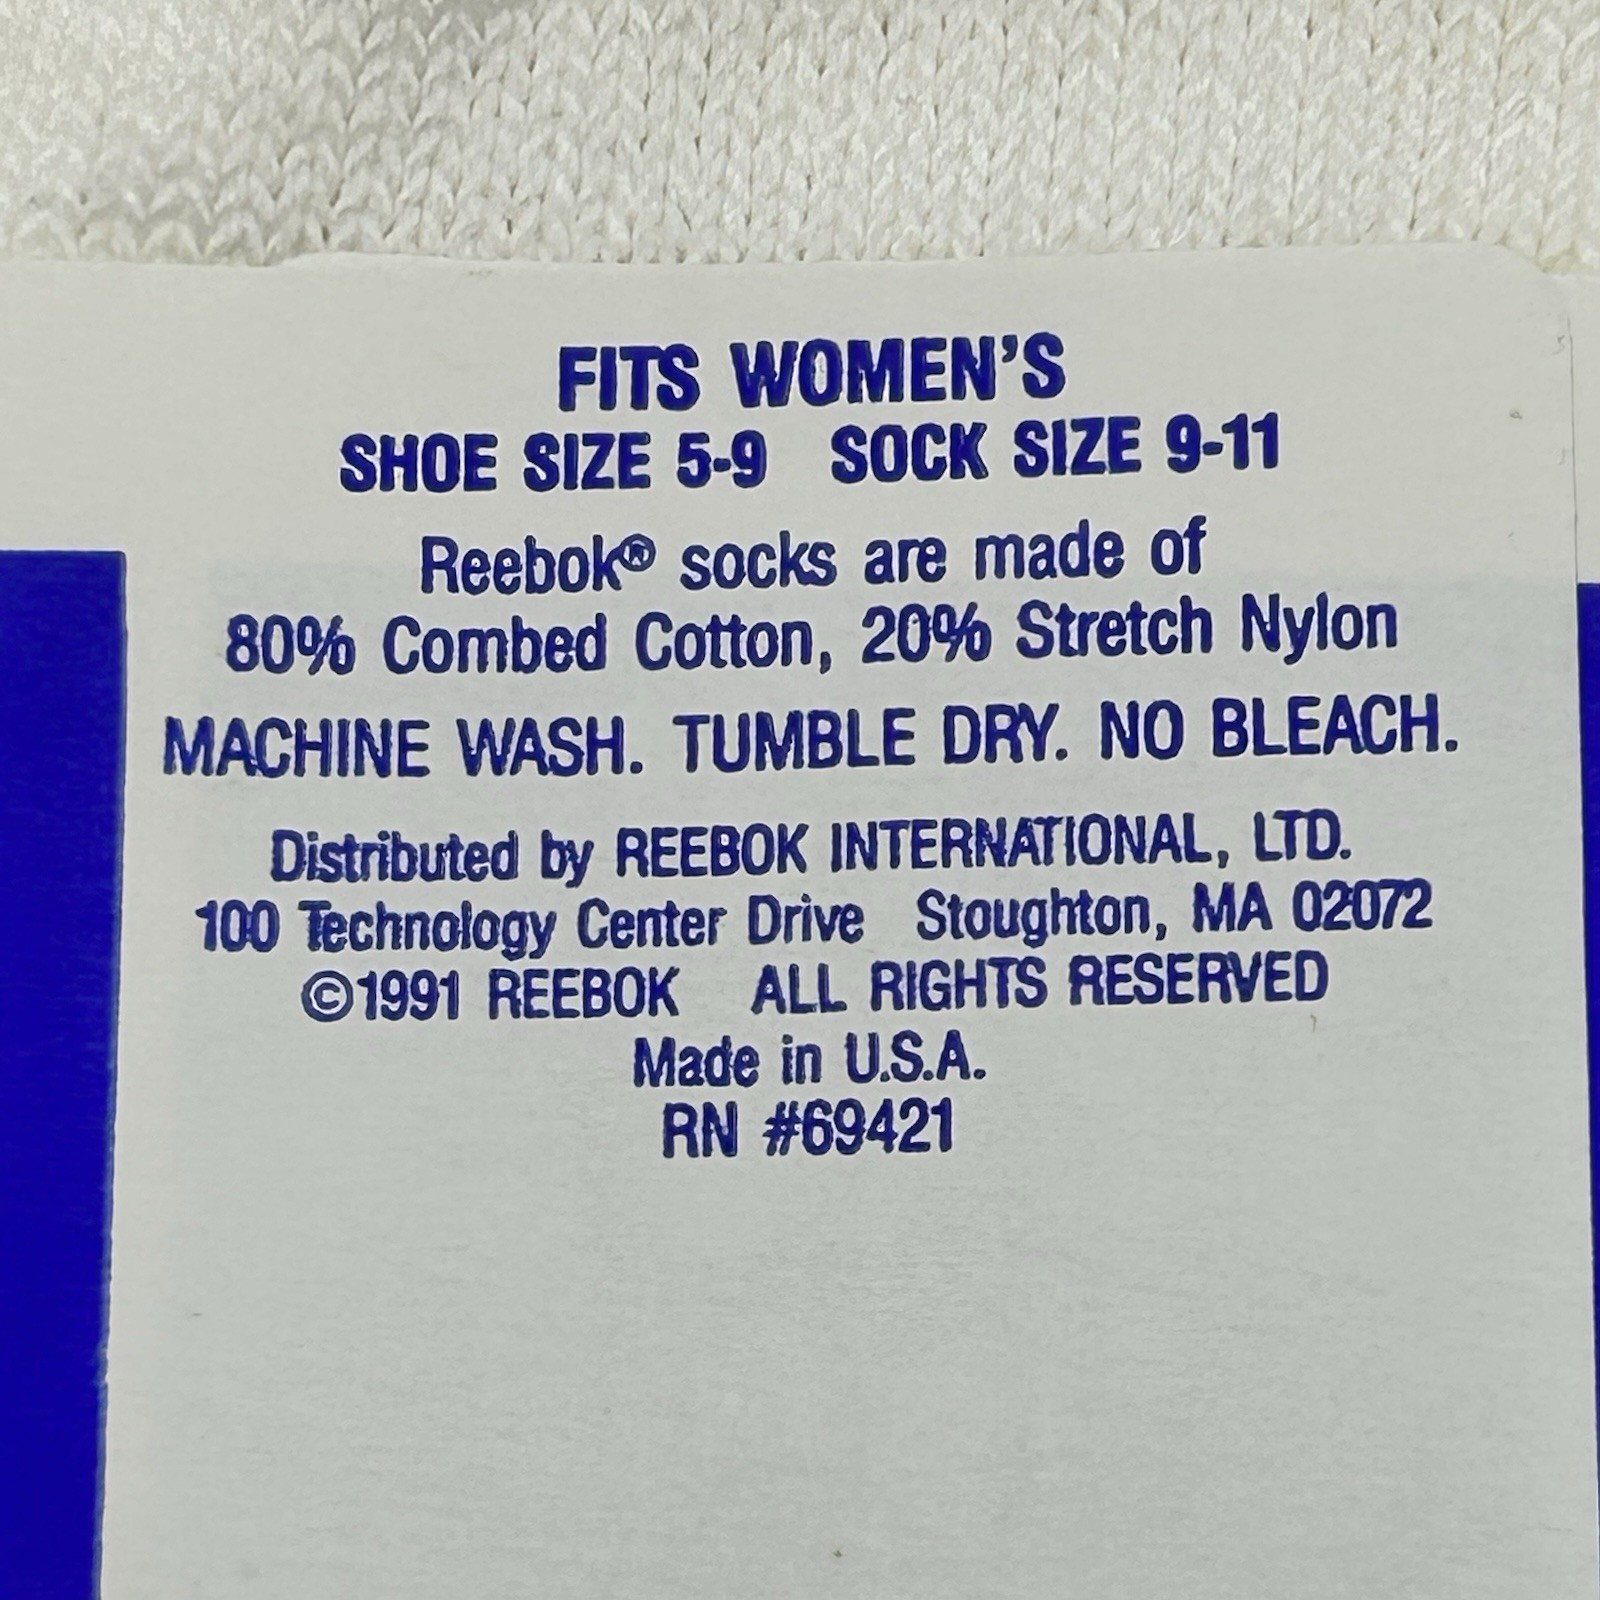 FITS WOMEN'S
SHOE SIZE 5-9 SOCK SIZE 9-11
Reebok® socks are made of
80% Combed Cotton, 20% Stretch Nylon
MACHINE WASH. TUMBLE DRY. NO BLEACH.
Distributed by REEBOK INTERNATIONAL, LTD.
100 Technology Center Drive Stoughton, MA 02072
©1991 REEBOK ALL RIGHTS RESERVED
Made in U.S.A.
RN #69421